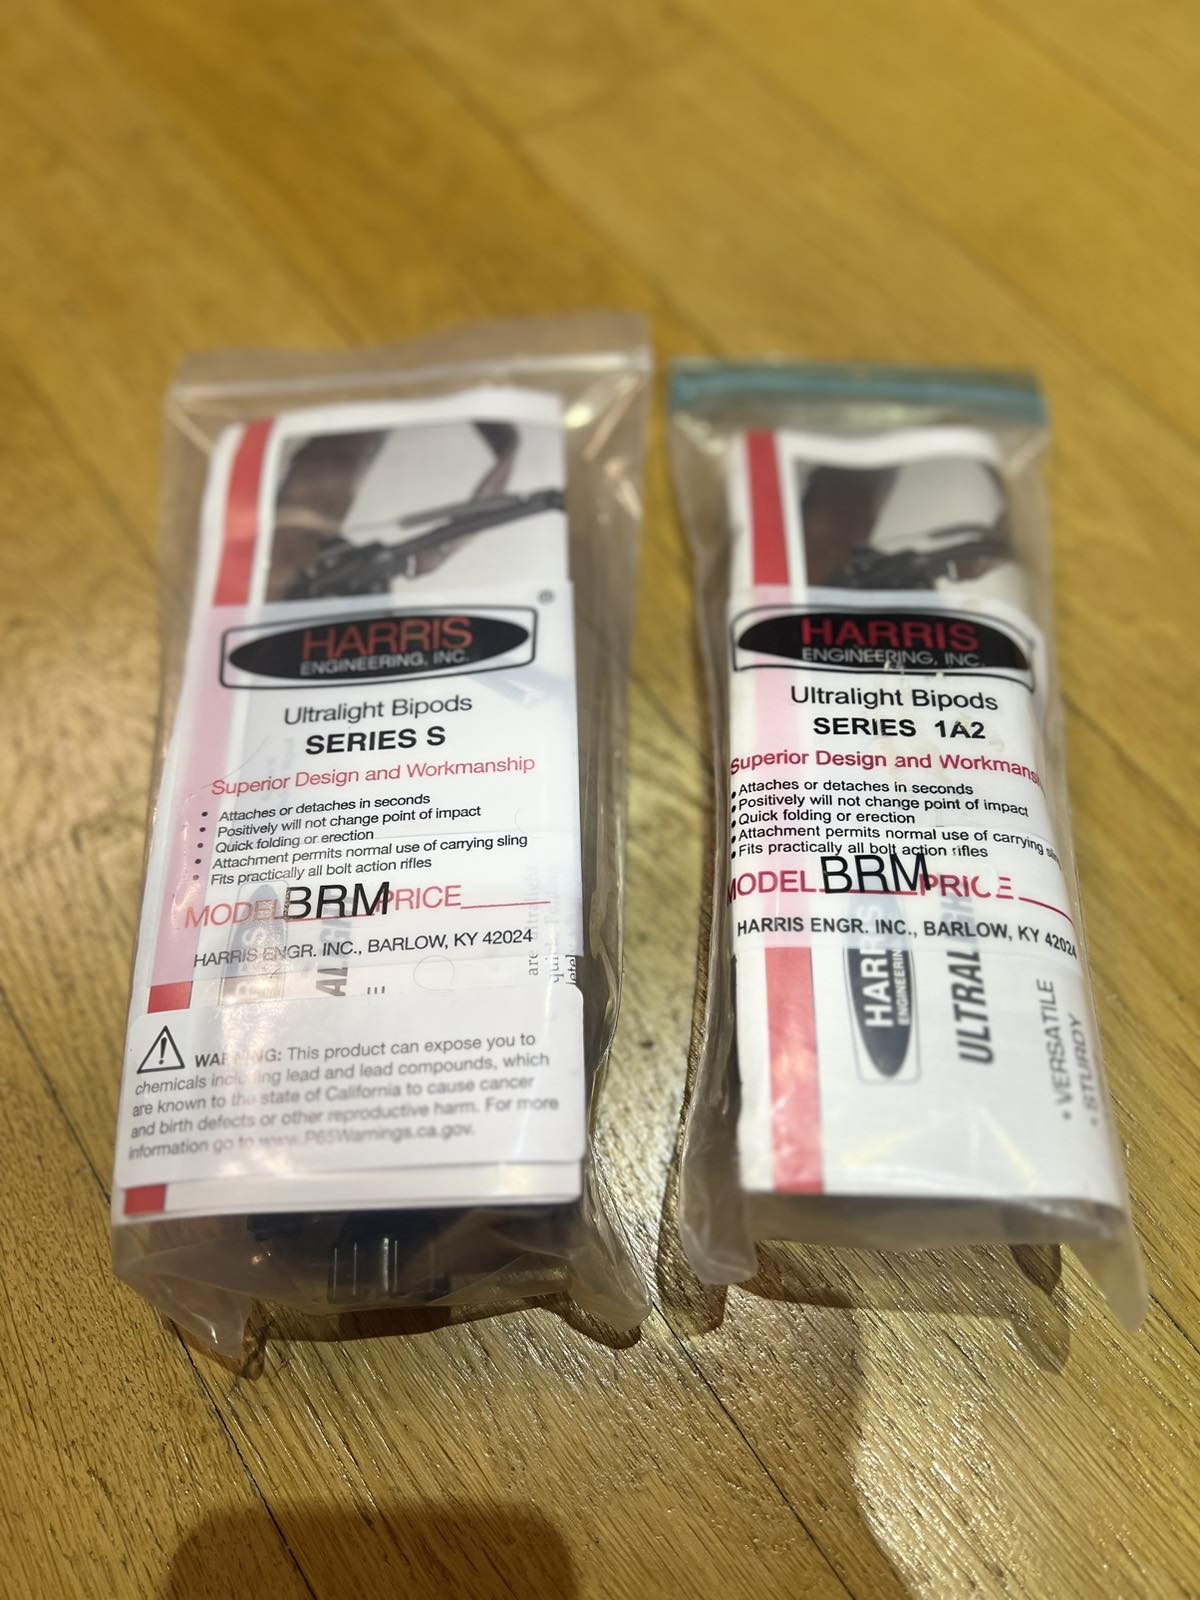 HARRIS
ENGINEERING, INC.
®
Ultralight Bipods
SERIES S
Superior Design and Workmanship
• Attaches or detaches in seconds
• Positively will not change point of impact
• Quick folding or erection
• Attachment permits normal use of carrying sling
• Fits practically all bolt action rifles
MODEL BRM PRICE
HARRIS ENGR. INC., BARLOW, KY 42024
WARNING: This product can expose you to
chemicals including lead and lead compounds, which
are known to the state of California to cause cancer
and birth defects or other reproductive harm. For more
information go to www.P65Warnings.ca.gov.
HARRIS
ENGINEERING, INC.
Ultralight Bipods
SERIES 1A2
Superior Design and Workmansh
• Attaches or detaches in seconds
• Positively will not change point of impact
• Quick folding or erection
• Attachment permits normal use of carrying sling
• Fits practically all bolt action rifles
MODEL BRM PRICE
HARRIS ENGR. INC., BARLOW, KY 42024
HARRI
ENGINEERIN
ULTRALIGH
* VERSATILE
* STURDY